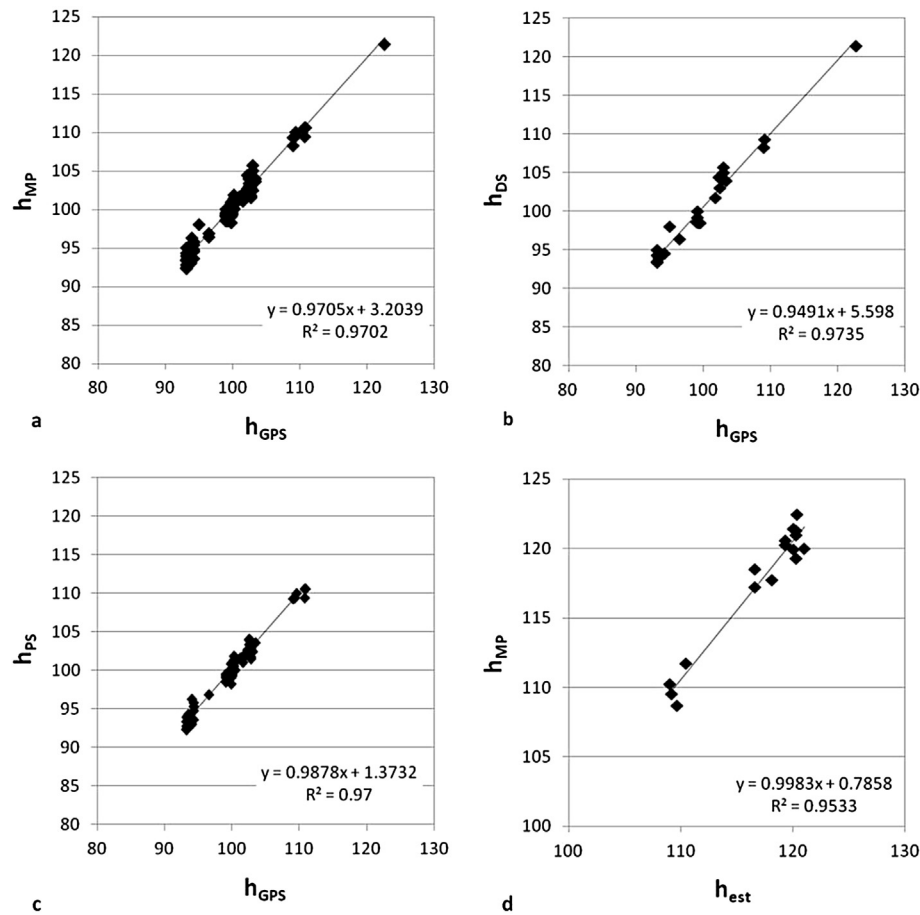 125
120
115
110
105
100
95
90
85
80
hMP
y = 0.9705x + 3.2039
R² = 0.9702
80 90 100 110 120 130
a
hGPS
125
120
115
110
105
100
95
90
85
80
hDS
y = 0.9491x + 5.598
R² = 0.9735
80 90 100 110 120 130
b
hGPS
125
120
115
110
105
100
95
90
85
80
hPS
y = 0.9878x + 1.3732
R² = 0.97
80 90 100 110 120 130
c
hGPS
125
120
115
110
105
100
hMP
y = 0.9983x + 0.7858
R² = 0.9533
100 110 120 130
d
hest